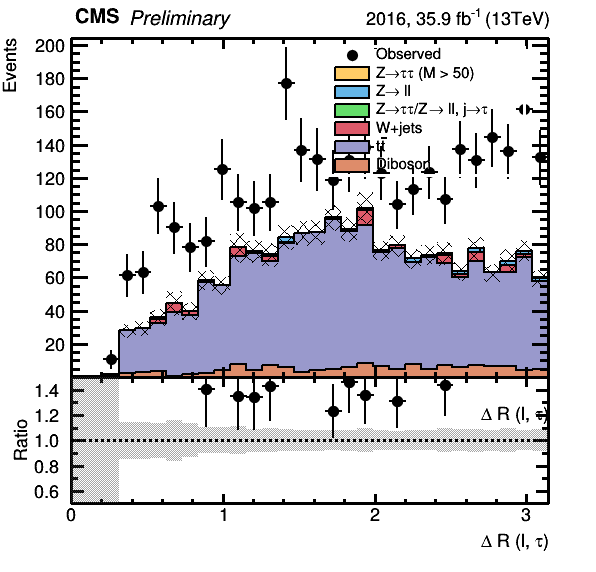 CMS Preliminary 2016, 35.9 fb⁻¹ (13TeV)
Events
200
180
160
140
120
100
80
60
40
20
Observed
Z→ττ (M > 50)
Z→ ll
Z→ττ/Z→ ll, j→τ
W+jets
tt̄
Diboson
Ratio
1.4
1.2
1.0
0.8
0.6
Δ R (l, τ)
0 1 2 3
Δ R (l, τ)